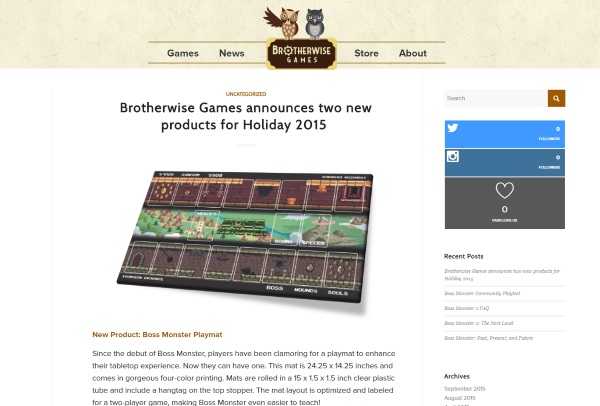 Games
News
BROTHERWISE
GAMES
Store
About
UNCATEGORIZED
Brotherwise Games announces two new
products for Holiday 2015
BOSS
WOUNDS
SOULS
New Product: Boss Monster Playmat
Since the debut of Boss Monster, players have been clamoring for a playmat to enhance
their tabletop experience. Now they can have one. This mat is 24.25 x 14.25 inches and
comes in gorgeous four-color printing. Mats are rolled in a 15 x 1.5 x 1.5 inch clear plastic
tube and include a hangtag on the top stopper. The mat layout is optimized and labeled
for a two-player game, making Boss Monster even easier to teach!
Search
0
FOLLOWERS
0
FOLLOWERS
0
Recent Posts
Brotherwise Games announces two new products for
Holiday 2015
Boss Monster Community Playtest
Boss Monster 2 FAQ
Boss Monster 2: The Next Level
Boss Monster: Past, Present, and Future
Archives
September 2015
August 2015